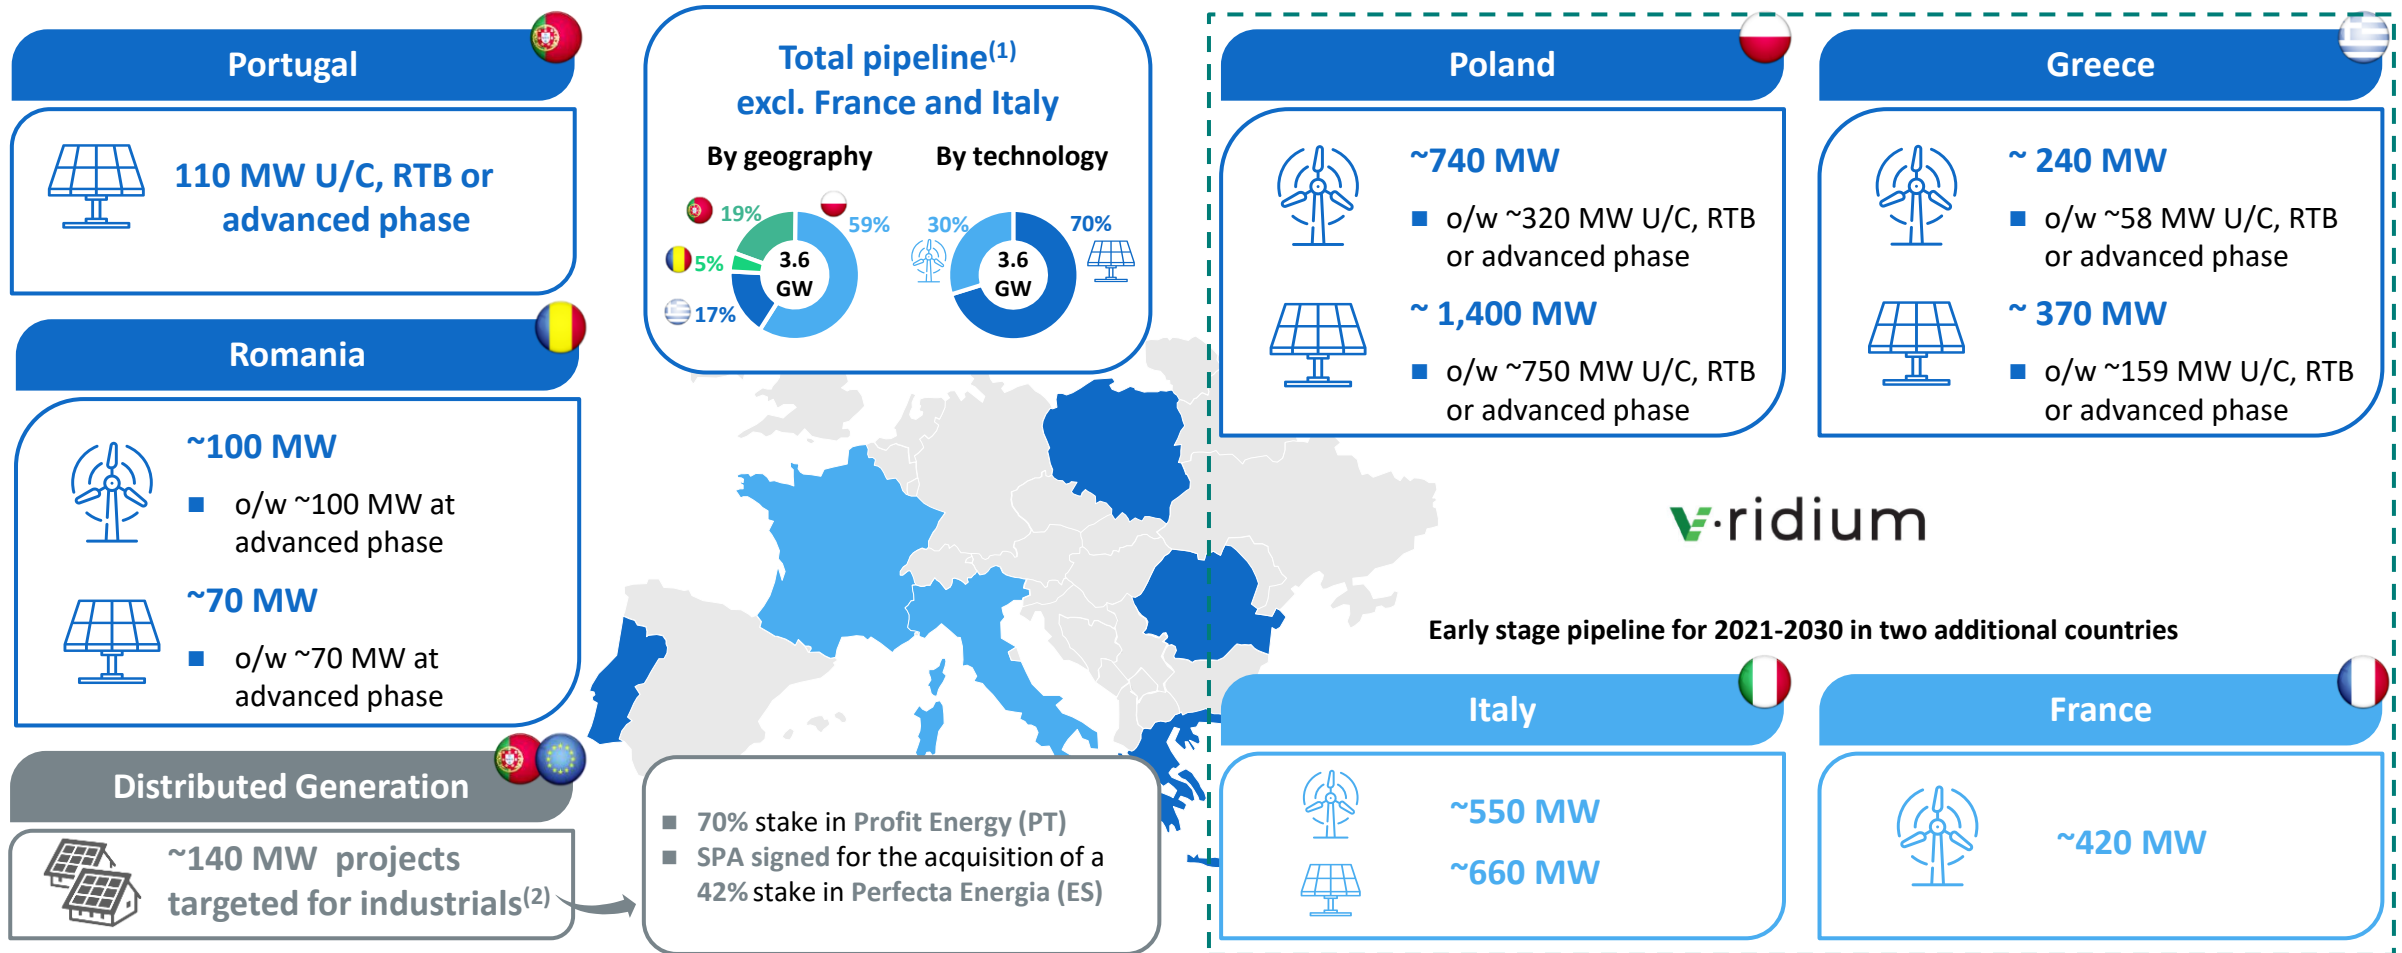 Portugal
110 MW U/C, RTB or
advanced phase
Romania
~100 MW
■ o/w ~100 MW at
advanced phase
~70 MW
■ o/w ~70 MW at
advanced phase
Distributed Generation
~140 MW projects
targeted for industrials(2)
Total pipeline(1)
excl. France and Italy
By geography
By technology
19%
59%
5%
17%
3.6
GW
30%
70%
3.6
GW
■ 70% stake in Profit Energy (PT)
■ SPA signed for the acquisition of a
42% stake in Perfecta Energia (ES)
Poland
~740 MW
■ o/w ~320 MW U/C, RTB
or advanced phase
~ 1,400 MW
■ o/w ~750 MW U/C, RTB
or advanced phase
Greece
~ 240 MW
■ o/w ~58 MW U/C, RTB
or advanced phase
~ 370 MW
■ o/w ~159 MW U/C, RTB
or advanced phase
v·ridium
Early stage pipeline for 2021-2030 in two additional countries
Italy
~550 MW
~660 MW
France
~420 MW